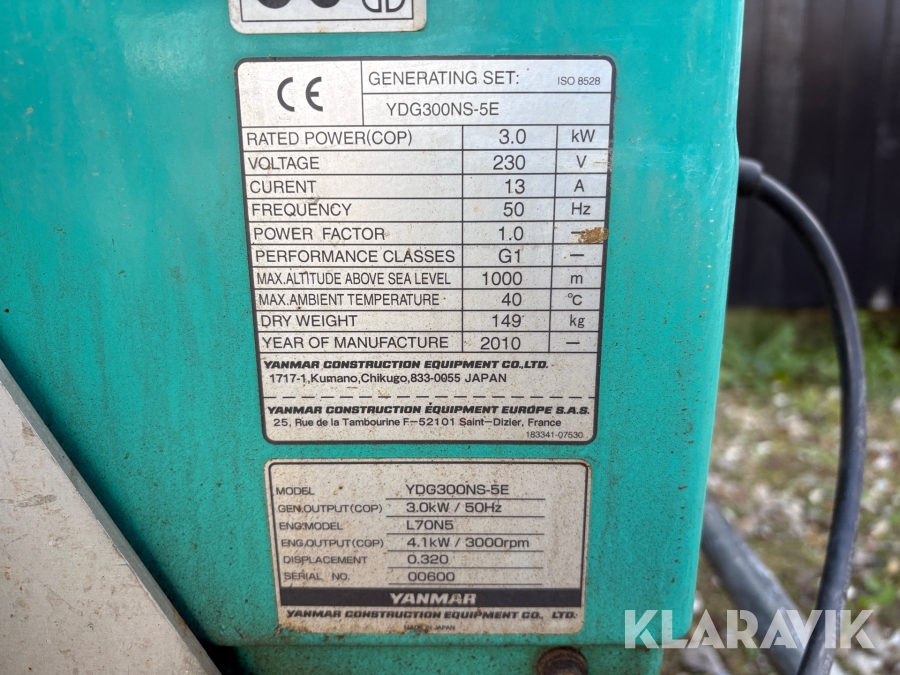 CE
GENERATING SET: ISO 8528
YDG300NS-5E
RATED POWER(COP) 3.0 kW
VOLTAGE 230 V
CURENT 13 A
FREQUENCY 50 Hz
POWER FACTOR 1.0 —
PERFORMANCE CLASSES G1 —
MAX.ALTITUDE ABOVE SEA LEVEL 1000 m
MAX.AMBIENT TEMPERATURE 40 °C
DRY WEIGHT 149 kg
YEAR OF MANUFACTURE 2010 —
YANMAR CONSTRUCTION EQUIPMENT CO.,LTD.
1717-1,Kumano,Chikugo,833-0055 JAPAN
YANMAR CONSTRUCTION EQUIPMENT EUROPE S.A.S.
25, Rue de la Tambourine F-52101 Saint-Dizier, France
183341-07530
MODEL YDG300NS-5E
GEN.OUTPUT(COP) 3.0kW / 50Hz
ENG.MODEL L70N5
ENG.OUTPUT(COP) 4.1kW / 3000rpm
DISPLACEMENT 0.320
SERIAL NO. 00600
YANMAR
YANMAR CONSTRUCTION EQUIPMENT CO., LTD.
MADE IN JAPAN
KLARAVIK